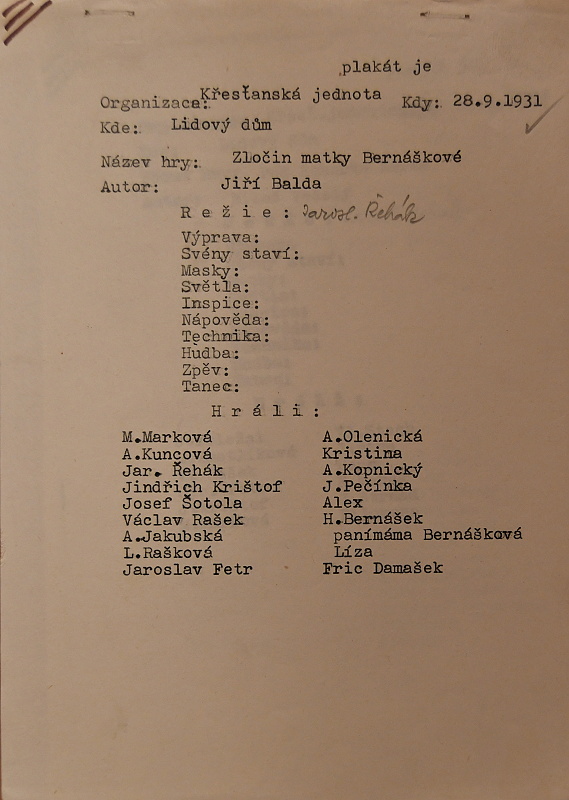 plakát je
Organizace: Křesťanská jednota Kdy: 28.9.1931
Kde: Lidový dům
Název hry: Zločin matky Bernáškové
Autor: Jiří Balda
R e ž i e : Jarosl. Řehák
Výprava:
Svény staví:
Masky:
Světla:
Inspice:
Nápověda:
Technika:
Hudba:
Zpěv:
Tanec:
H r á l i :
M.Marková A.Olenická
A.Kuncová Kristina
Jar. Řehák A.Kopnický
Jindřich Krištof J.Pečínka
Josef Šotola Alex
Václav Rašek H.Bernášek
A.Jakubská panímáma Bernášková
L.Rašková Líza
Jaroslav Fetr Fric Damašek